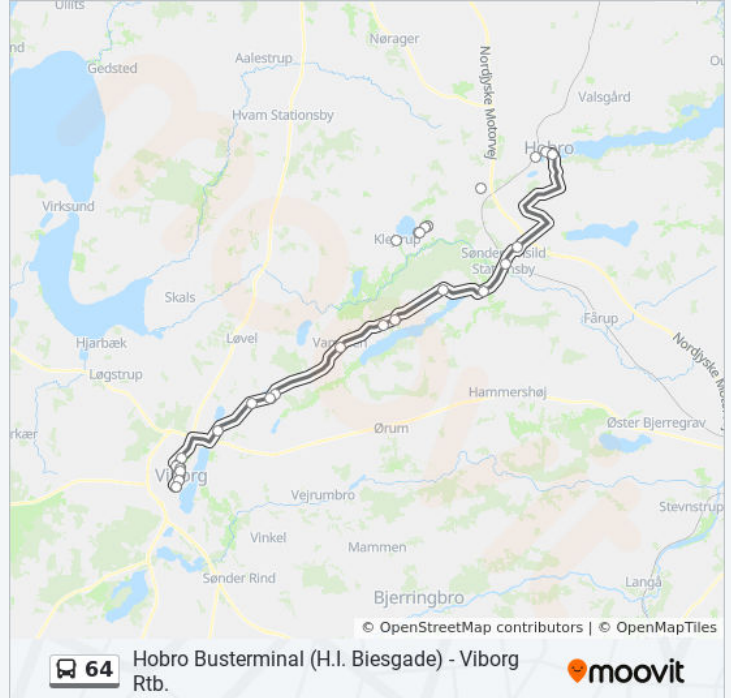 Ullits
Nørager
Aalestrup
Gedsted
Nordjyske Motorvej
Valsgård
Hvam Stationsby
Hobro
Virksund
Skals
Løvel
Fårup
Hjarbæk
Løgstrup
Nordjyske
Hammershøj
Ørum
Øster Bjerregrav
Viborg
Vejrumbro
Stevnstrup
Vinkel
Mammen
Sønder Rind
Langå
Bjerringbro
© OpenStreetMap contributors | © OpenMapTiles
64
Hobro Busterminal (H.I. Biesgade) - Viborg
Rtb.
moovit